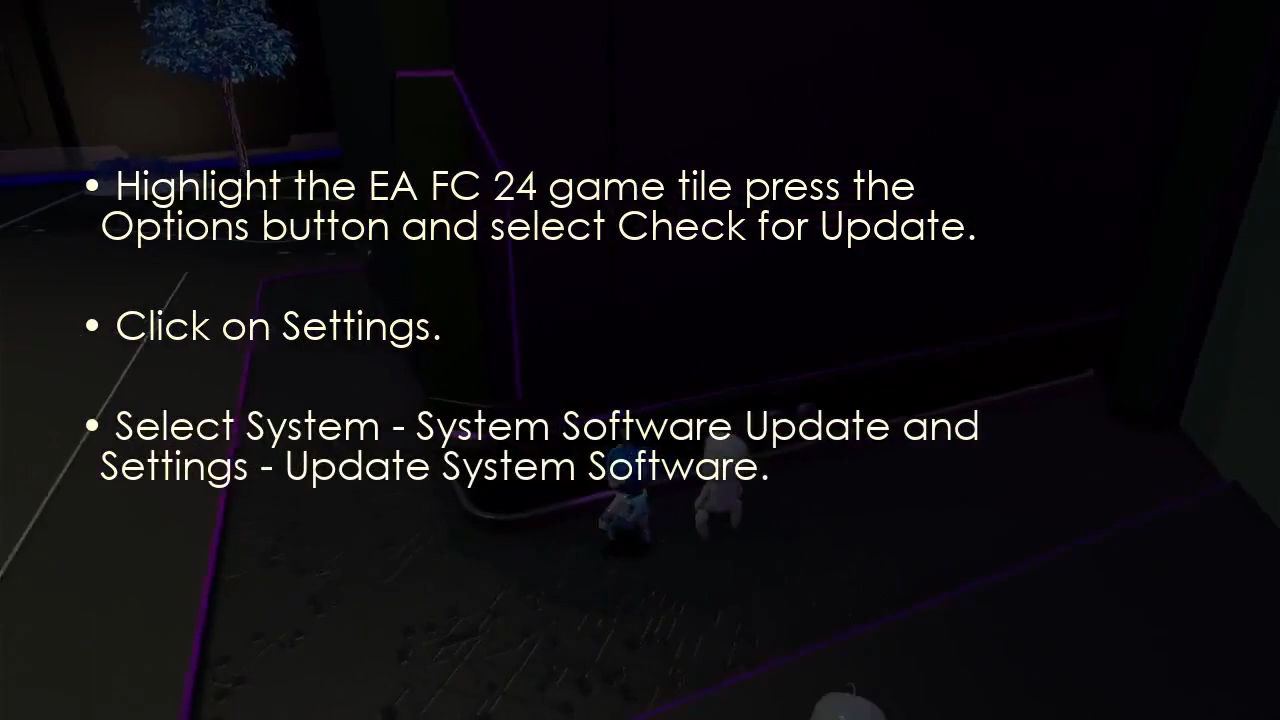 • Highlight the EA FC 24 game tile press the
Options button and select Check for Update.
• Click on Settings.
• Select System - System Software Update and
Settings - Update System Software.